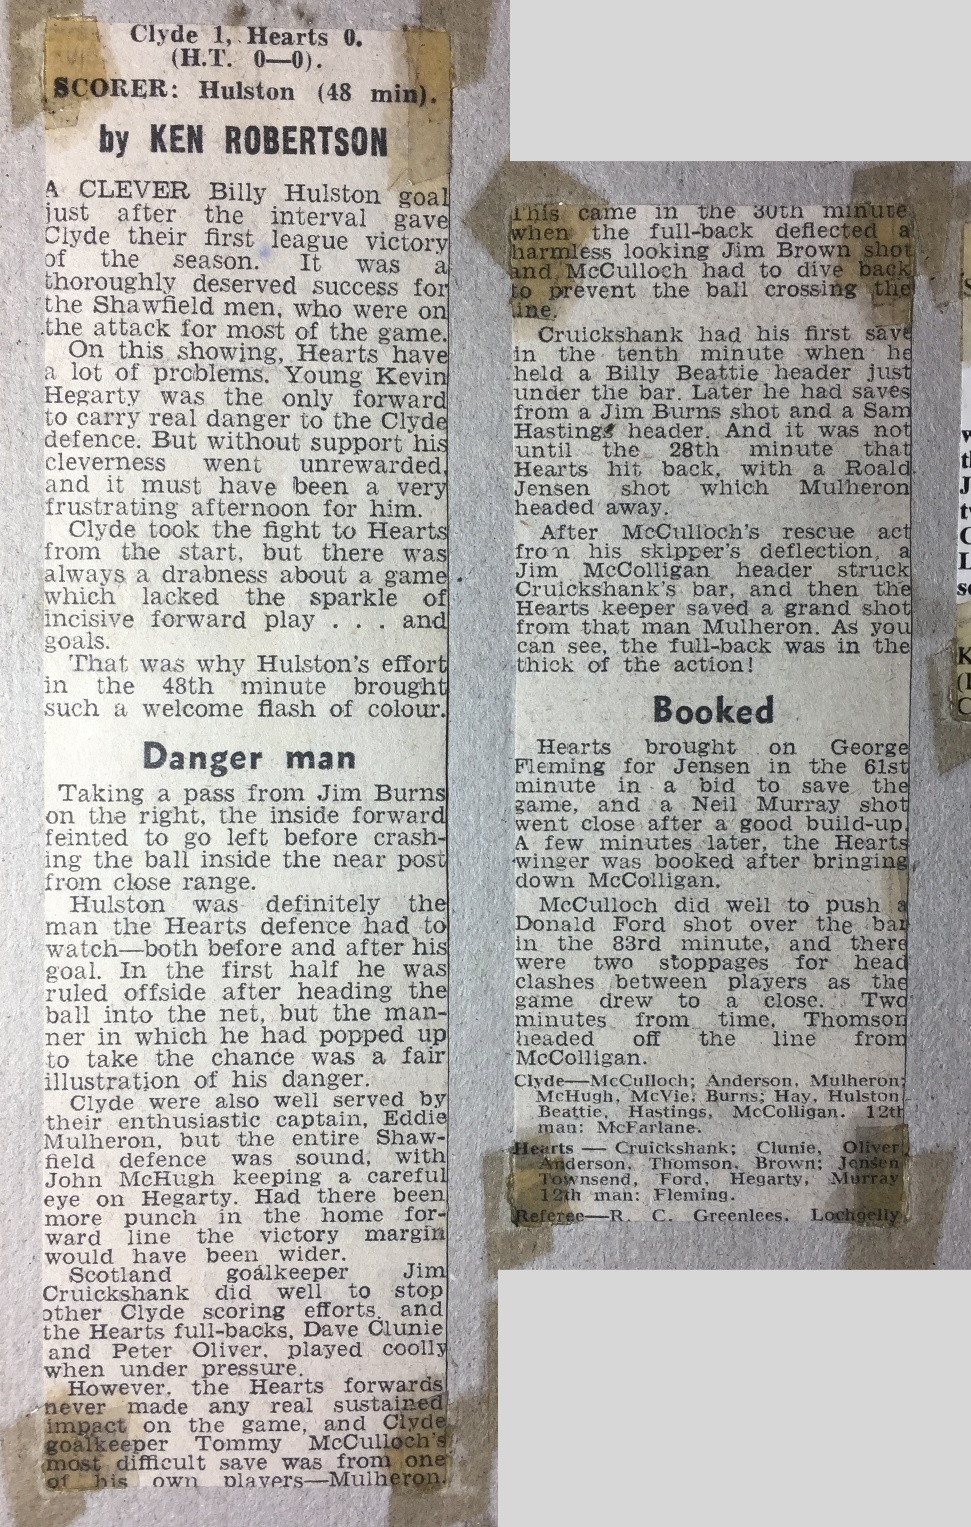 Clyde 1, Hearts 0.
(H.T. 0—0).
SCORER: Hulston (48 min).
by KEN ROBERTSON
A CLEVER Billy Hulston goal
just after the interval gave
Clyde their first league victory
of the season. It was a
thoroughly deserved success for
the Shawfield men, who were on
the attack for most of the game.
On this showing, Hearts have
a lot of problems. Young Kevin
Hegarty was the only forward
to carry real danger to the Clyde
defence. But without support his
cleverness went unrewarded,
and it must have been a very
frustrating afternoon for him.
Clyde took the fight to Hearts
from the start, but there was
always a drabness about a game
which lacked the sparkle of
incisive forward play . . . and
goals.
That was why Hulston's effort
in the 48th minute brought
such a welcome flash of colour.
Danger man
Taking a pass from Jim Burns
on the right, the inside forward
feinted to go left before crash-
ing the ball inside the near post
from close range.
Hulston was definitely the
man the Hearts defence had to
watch—both before and after his
goal. In the first half he was
ruled offside after heading the
ball into the net, but the man-
ner in which he had popped up
to take the chance was a fair
illustration of his danger.
Clyde were also well served by
their enthusiastic captain, Eddie
Mulheron, but the entire Shaw-
field defence was sound, with
John McHugh keeping a careful
eye on Hegarty. Had there been
more punch in the home for-
ward line the victory margin
would have been wider.
Scotland goalkeeper Jim
Cruickshank did well to stop
other Clyde scoring efforts, and
the Hearts full-backs, Dave Clunie
and Peter Oliver, played coolly
when under pressure.
However, the Hearts forwards
never made any real sustained
impact on the game, and Clyde
goalkeeper Tommy McCulloch's
most difficult save was from one
of his own players—Mulheron.
This came in the 30th minute
when the full-back deflected a
harmless looking Jim Brown shot
and McCulloch had to dive back
to prevent the ball crossing the
line.
Cruickshank had his first save
in the tenth minute when he
held a Billy Beattie header just
under the bar. Later he had saves
from a Jim Burns shot and a Sam
Hastings header. And it was not
until the 28th minute that
Hearts hit back, with a Roald
Jensen shot which Mulheron
headed away.
After McCulloch's rescue act
from his skipper's deflection, a
Jim McColligan header struck
Cruickshank's bar, and then the
Hearts keeper saved a grand shot
from that man Mulheron. As you
can see, the full-back was in the
thick of the action!
Booked
Hearts brought on George
Fleming for Jensen in the 61st
minute in a bid to save the
game, and a Neil Murray shot
went close after a good build-up.
A few minutes later, the Hearts
winger was booked after bringing
down McColligan.
McCulloch did well to push a
Donald Ford shot over the bar
in the 83rd minute, and there
were two stoppages for head
clashes between players as the
game drew to a close. Two
minutes from time, Thomson
headed off the line from
McColligan.
Clyde—McCulloch; Anderson, Mulheron;
McHugh, McVie, Burns; Hay, Hulston
Beattie, Hastings, McColligan. 12th
man: McFarlane.
Hearts — Cruickshank; Clunie, Oliver
Anderson, Thomson, Brown; Jensen
Townsend, Ford, Hegarty, Murray
12th man: Fleming.
Referee—R. C. Greenlees, Lochgelly